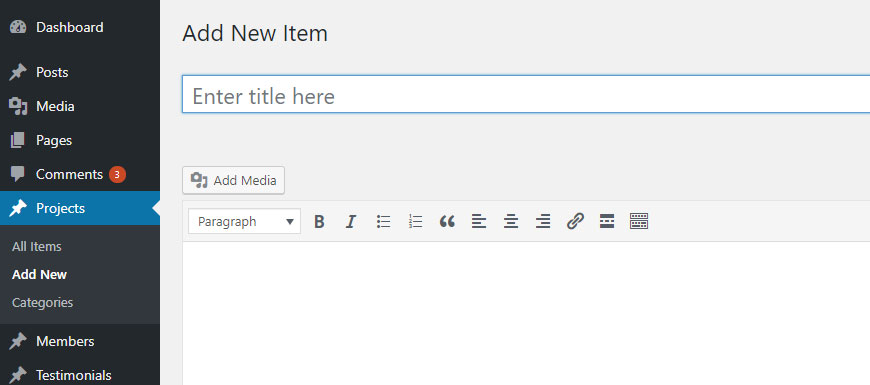 Dashboard
Posts
Media
Pages
Comments 3
Projects
All Items
Add New
Categories
Members
Testimonials
Add New Item
Enter title here
Add Media
Paragraph